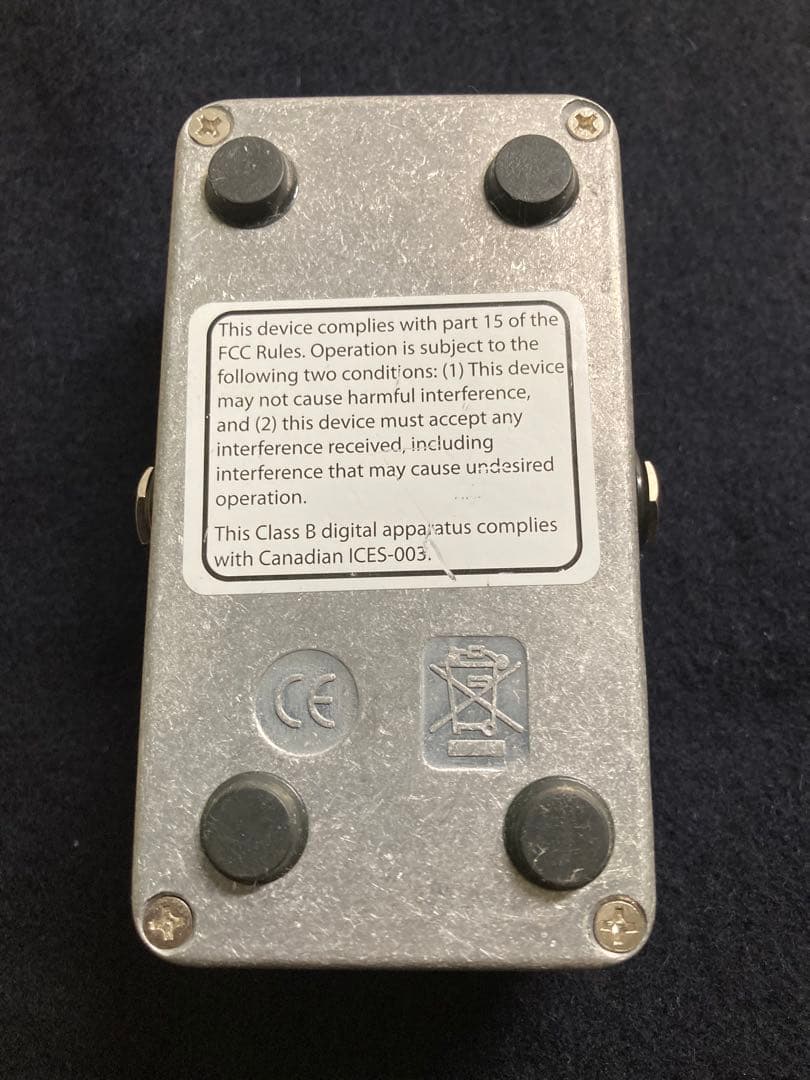 This device complies with part 15 of the
FCC Rules. Operation is subject to the
following two conditions: (1) This device
may not cause harmful interference,
and (2) this device must accept any
interference received, including
interference that may cause undesired
operation.
This Class B digital apparatus complies
with Canadian ICES-003.
CE